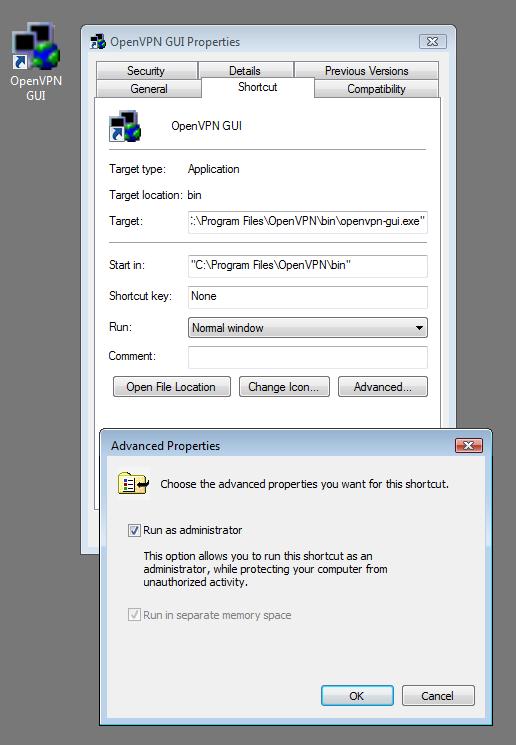 OpenVPN
GUI
OpenVPN GUI Properties
Security
Details
Previous Versions
General
Shortcut
Compatibility
OpenVPN GUI
Target type: Application
Target location: bin
Target: :\Program Files\OpenVPN\bin\openvpn-gui.exe"
Start in: "C:\Program Files\OpenVPN\bin"
Shortcut key: None
Run: Normal window
Comment:
Open File Location
Change Icon...
Advanced...
Advanced Properties
Choose the advanced properties you want for this shortcut.
Run as administrator
This option allows you to run this shortcut as an
administrator, while protecting your computer from
unauthorized activity.
Run in separate memory space
OK
Cancel